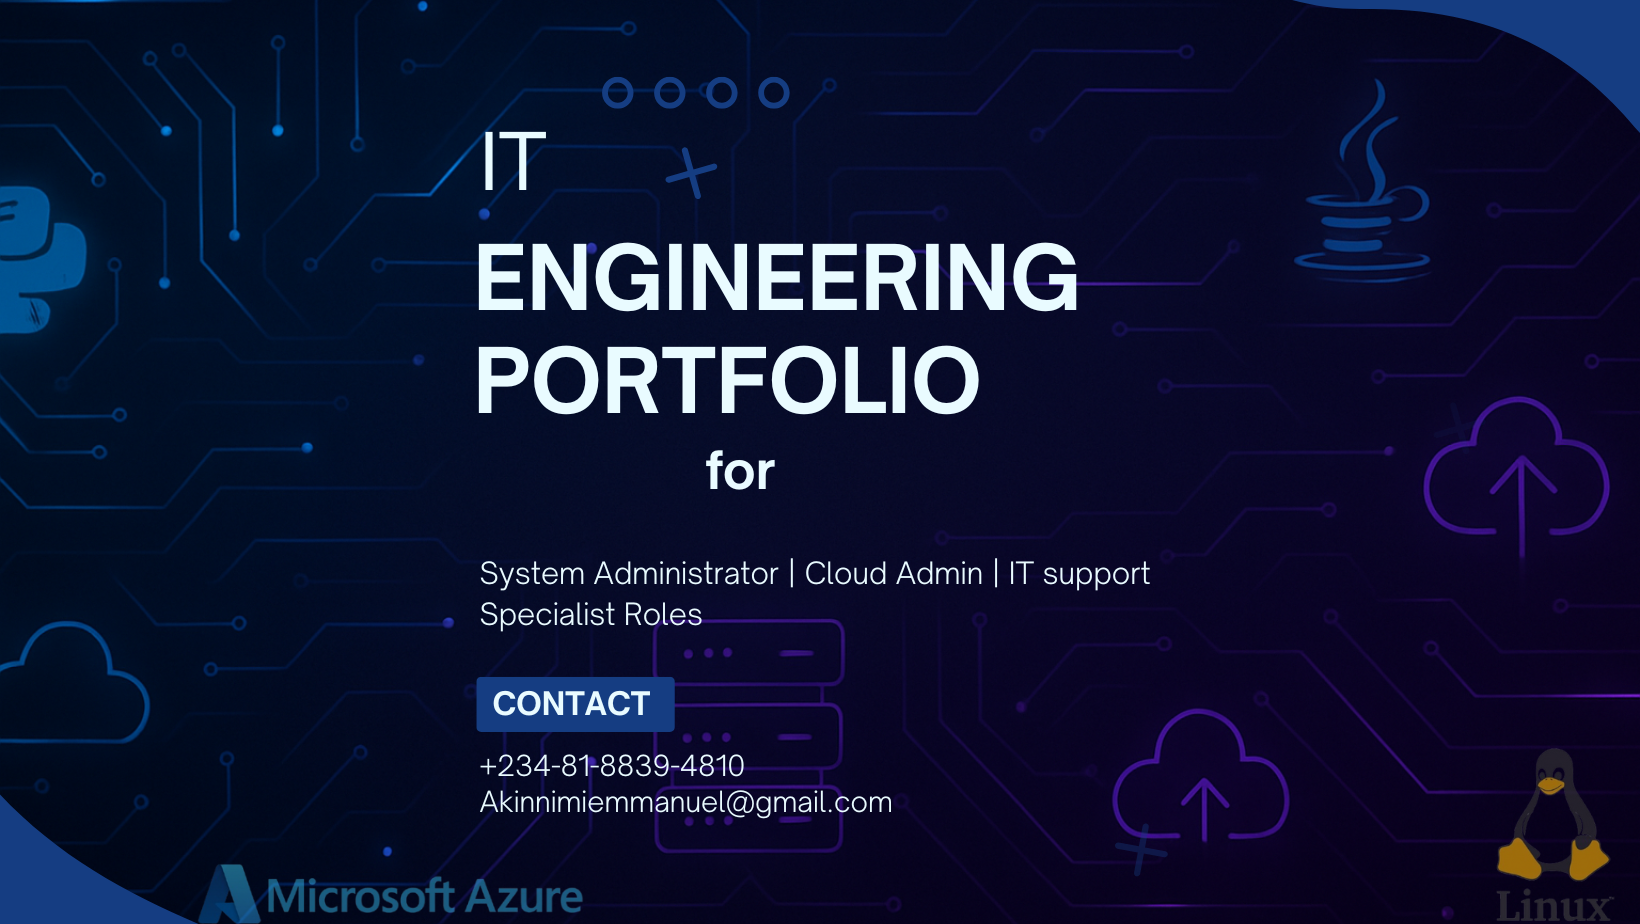 IT
ENGINEERING
PORTFOLIO
for
System Administrator | Cloud Admin | IT support
Specialist Roles
CONTACT
+234-81-8839-4810
Akinnimiemmanuel@gmail.com
Microsoft Azure
Linux